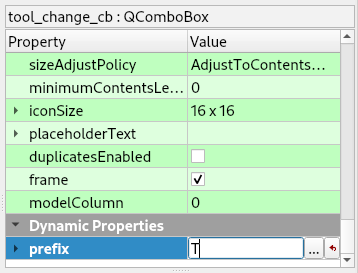 tool_change_cb : QComboBox
Property Value
sizeAdjustPolicy AdjustToContents...
minimumContentsLe... 0
iconSize 16 x 16
placeholderText
duplicatesEnabled
frame
modelColumn 0
Dynamic Properties
prefix T ...